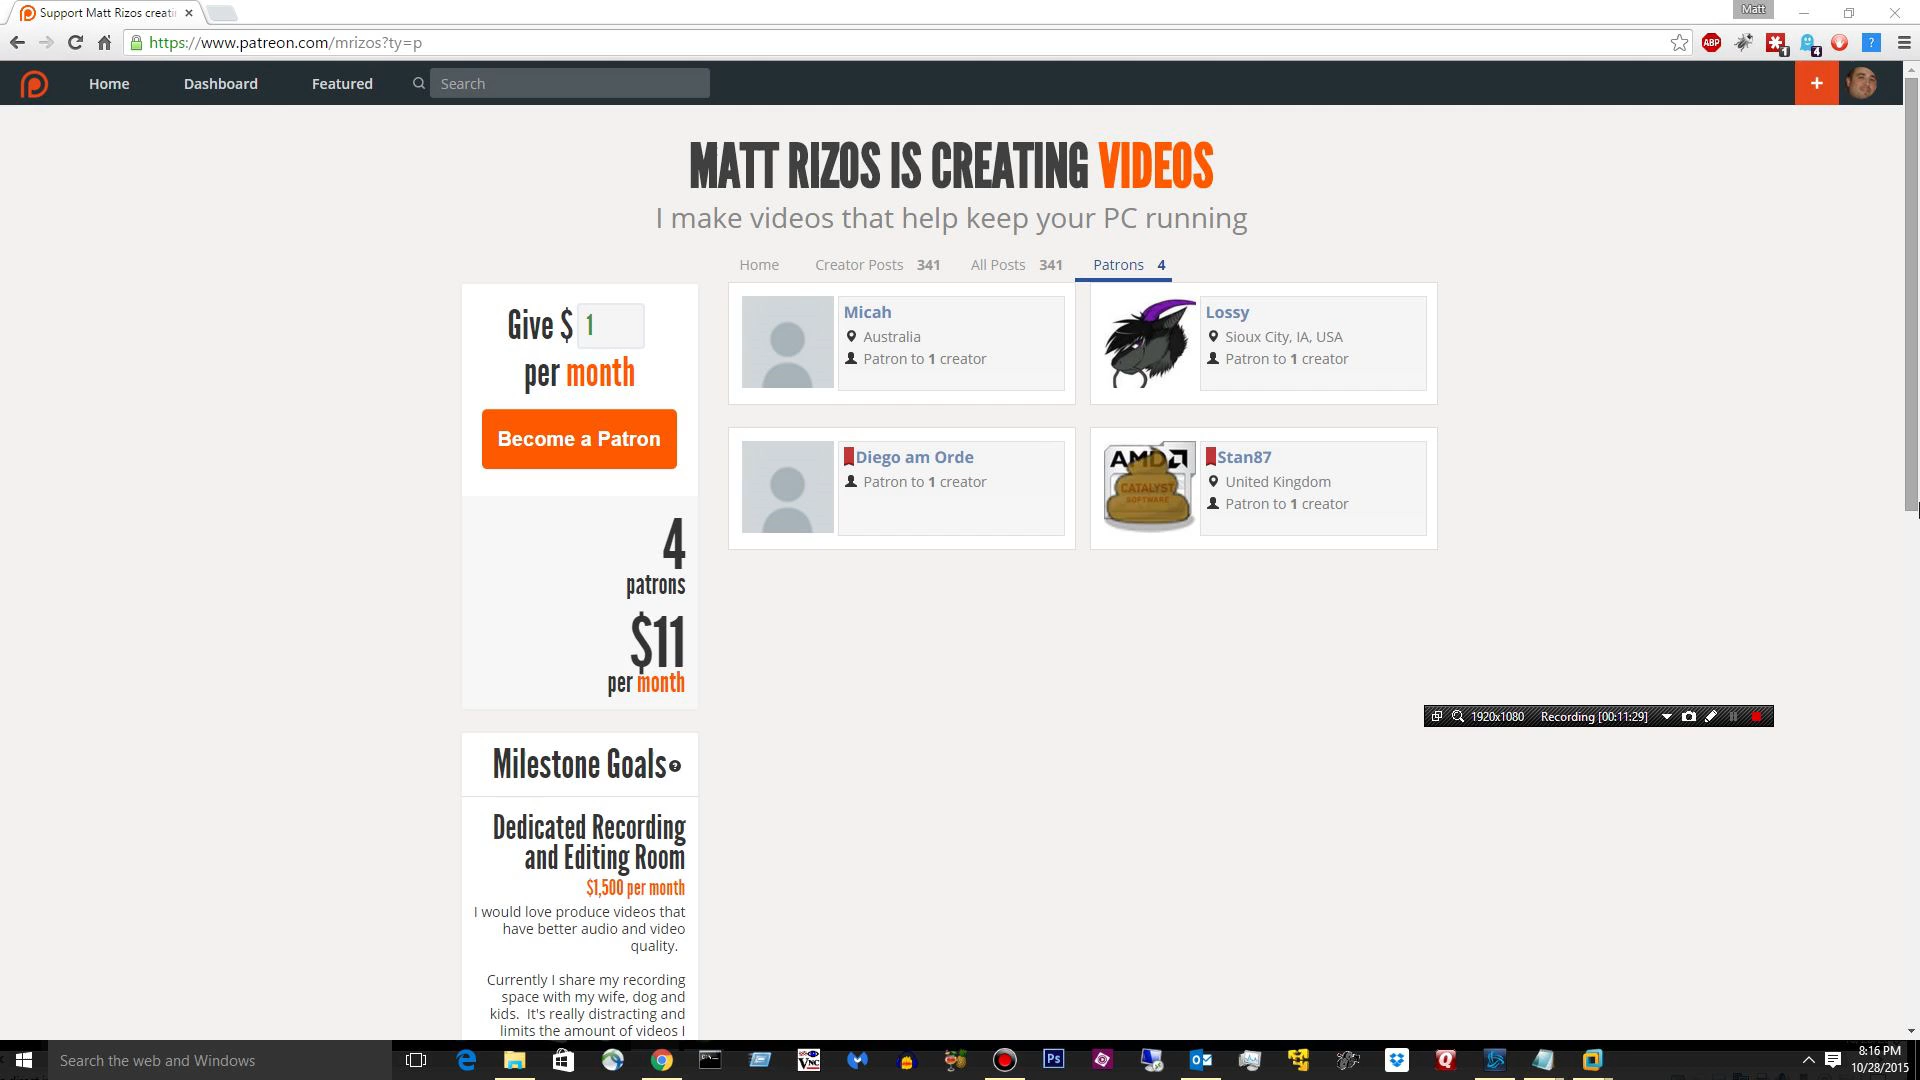 Support Matt Rizos creati
Matt
https://www.patreon.com/mrizos?ty=p
ABP
1
4
?
Home
Dashboard
Featured
Search
+
MATT RIZOS IS CREATING VIDEOS
I make videos that help keep your PC running
Home
Creator Posts 341
All Posts 341
Patrons 4
Give $ 1
per month
Become a Patron
4
patrons
$11
per month
Micah
Australia
Patron to 1 creator
Lossy
Sioux City, IA, USA
Patron to 1 creator
Diego am Orde
Patron to 1 creator
AMD
CATALYST
SOFTWARE
Stan87
United Kingdom
Patron to 1 creator
1920x1080 Recording [00:11:29]
Milestone Goals
Dedicated Recording
and Editing Room
$1,500 per month
I would love produce videos that
have better audio and video
quality.
Currently I share my recording
space with my wife, dog and
kids. It's really distracting and
limits the amount of videos I
Search the web and Windows
VNC
Ps
8:16 PM
10/28/2015